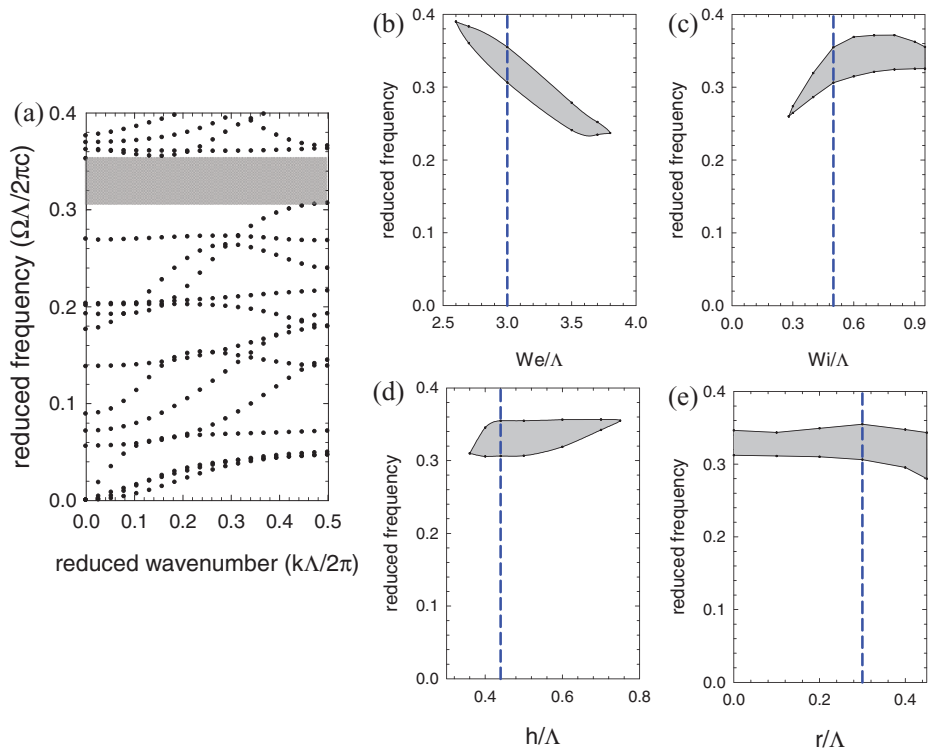 (a)
0.4
0.3
0.2
0.1
0.0
reduced frequency (ΩΛ/2πc)
0.0 0.1 0.2 0.3 0.4 0.5
reduced wavenumber (kΛ/2π)
(b)
0.4
0.3
0.2
0.1
0.0
reduced frequency
2.5 3.0 3.5 4.0
We/Λ
(c)
0.4
0.3
0.2
0.1
0.0
reduced frequency
0.0 0.3 0.6 0.9
Wi/Λ
(d)
0.4
0.3
0.2
0.1
0.0
reduced frequency
0.4 0.6 0.8
h/Λ
(e)
0.4
0.3
0.2
0.1
0.0
reduced frequency
0.0 0.2 0.4
r/Λ